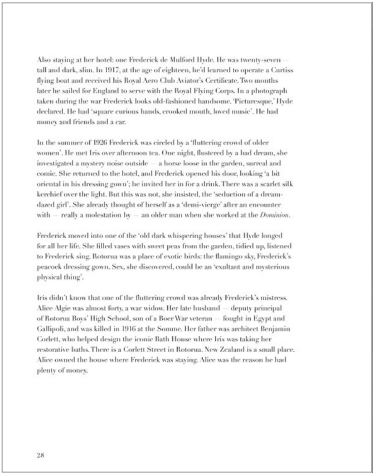 Also staying at her hotel: one Frederick de Mulford Hyde. He was twenty-seven —
tall and dark, slim. In 1917, at the age of eighteen, he'd learned to operate a Curtiss
flying boat and received his Royal Aero Club Aviator's Certificate. Two months
later he sailed for England to serve with the Royal Flying Corps. In a photograph
taken during the war Frederick looks old-fashioned handsome. 'Picturesque,' Hyde
declared. He had 'square curious hands, crooked mouth, loved music'. He had
money and friends and a car.

In the summer of 1926 Frederick was circled by a 'fluttering crowd of older
women'. He met Iris over afternoon tea. One night, flustered by a bad dream, she
investigated a mystery noise outside — a horse loose in the garden, surreal and
comic. She returned to the hotel, and Frederick opened his door, looking 'a bit
oriental in his dressing gown'; he invited her in for a drink. There was a scarlet silk
kerchief over the light. But this was not, she insisted, the 'seduction of a dream-
dazed girl'. She already thought of herself as a 'demi-vierge' after an encounter
with — really a molestation by — an older man when she worked at the Dominion.

Frederick moved into one of the 'old dark whispering houses' that Hyde longed
for all her life. She filled vases with sweet peas from the garden, tidied up, listened
to Frederick sing. Rotorua was a place of exotic birds: the flamingo sky, Frederick's
peacock dressing gown. Sex, she discovered, could be an 'exultant and mysterious
physical thing'.

Iris didn't know that one of the fluttering crowd was already Frederick's mistress.
Alice Algie was almost forty, a war widow. Her late husband — deputy principal
of Rotorua Boys' High School, son of a Boer War veteran — fought in Egypt and
Gallipoli, and was killed in 1916 at the Somme. Her father was architect Benjamin
Corlett, who helped design the iconic Bath House where Iris was taking her
restorative baths. There is a Corlett Street in Rotorua. New Zealand is a small place.
Alice owned the house where Frederick was staying. Alice was the reason he had
plenty of money.

28